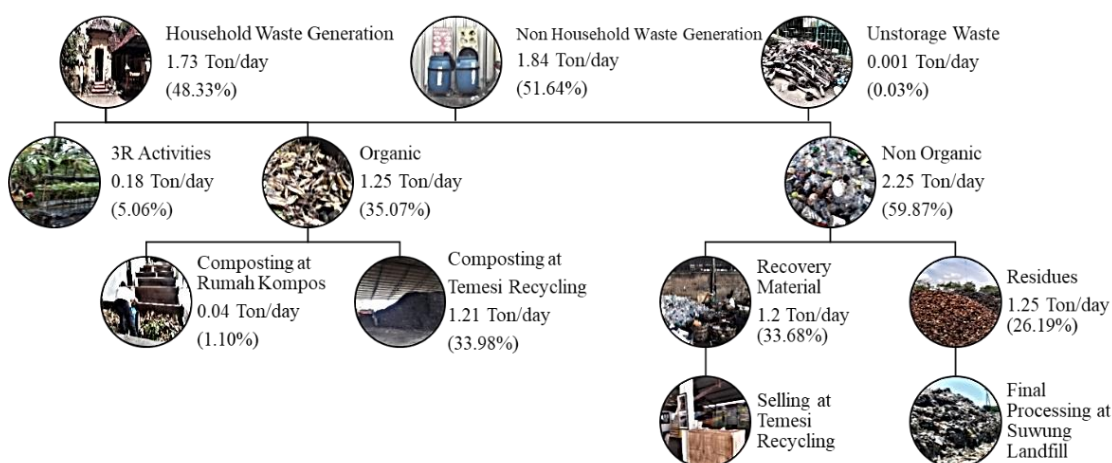 Household Waste Generation
1.73 Ton/day
(48.33%)
Non Household Waste Generation
1.84 Ton/day
(51.64%)
Unstorage Waste
0.001 Ton/day
(0.03%)
3R Activities
0.18 Ton/day
(5.06%)
Organic
1.25 Ton/day
(35.07%)
Non Organic
2.25 Ton/day
(59.87%)
Composting at
Rumah Kompos
0.04 Ton/day
(1.10%)
Composting at
Temesi Recycling
1.21 Ton/day
(33.98%)
Recovery
Material
1.2 Ton/day
(33.68%)
Residues
1.25 Ton/day
(26.19%)
Selling at
Temesi
Recycling
Final
Processing at
Suwung
Landfill